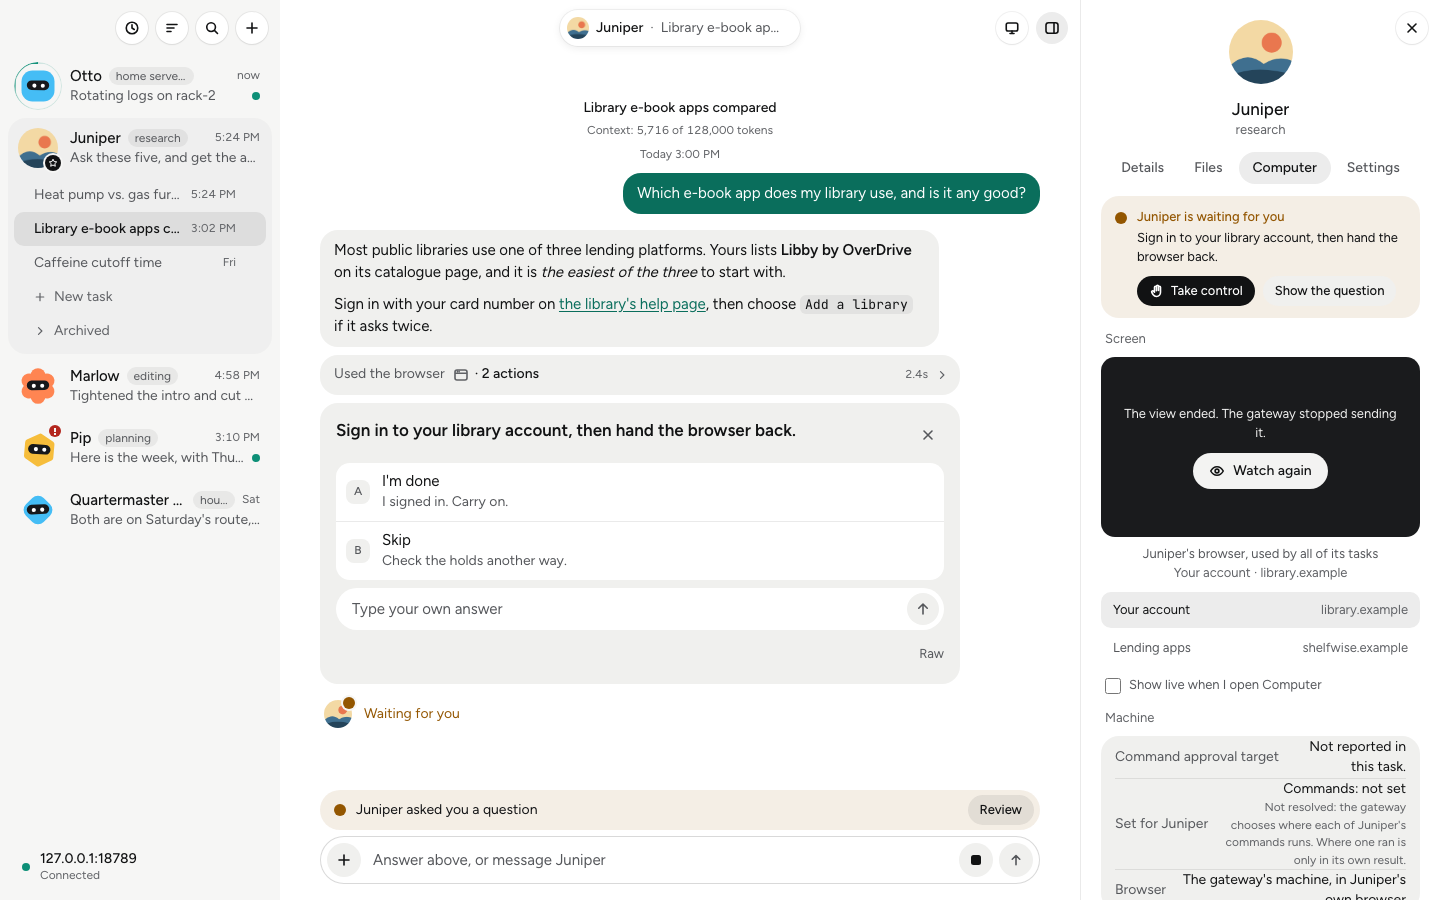 Otto home serve... now
Rotating logs on rack-2
Juniper research 5:24 PM
Ask these five, and get the a...
Heat pump vs. gas fur... 5:24 PM
Library e-book apps c... 3:02 PM
Caffeine cutoff time Fri
New task
Archived
Marlow editing 4:58 PM
Tightened the intro and cut ...
Pip planning 3:10 PM
Here is the week, with Thu...
Quartermaster ... hou... Sat
Both are on Saturday's route,...
127.0.0.1:18789
Connected
Juniper · Library e-book ap...
Library e-book apps compared
Context: 5,716 of 128,000 tokens
Today 3:00 PM
Which e-book app does my library use, and is it any good?
Most public libraries use one of three lending platforms. Yours lists Libby by OverDrive
on its catalogue page, and it is the easiest of the three to start with.
Sign in with your card number on the library's help page, then choose Add a library
if it asks twice.
Used the browser · 2 actions 2.4s
Sign in to your library account, then hand the browser back.
A
I'm done
I signed in. Carry on.
B
Skip
Check the holds another way.
Type your own answer
Raw
Waiting for you
Juniper asked you a question Review
Answer above, or message Juniper
Juniper
research
Details Files Computer Settings
Juniper is waiting for you
Sign in to your library account, then hand the
browser back.
Take control Show the question
Screen
The view ended. The gateway stopped sending
it.
Watch again
Juniper's browser, used by all of its tasks
Your account · library.example
Your account library.example
Lending apps shelfwise.example
Show live when I open Computer
Machine
Command approval target Not reported in
this task.
Set for Juniper
Commands: not set
Not resolved: the gateway
chooses where each of Juniper's
commands runs. Where one ran is
only in its own result.
Browser The gateway's machine, in Juniper's
own browser